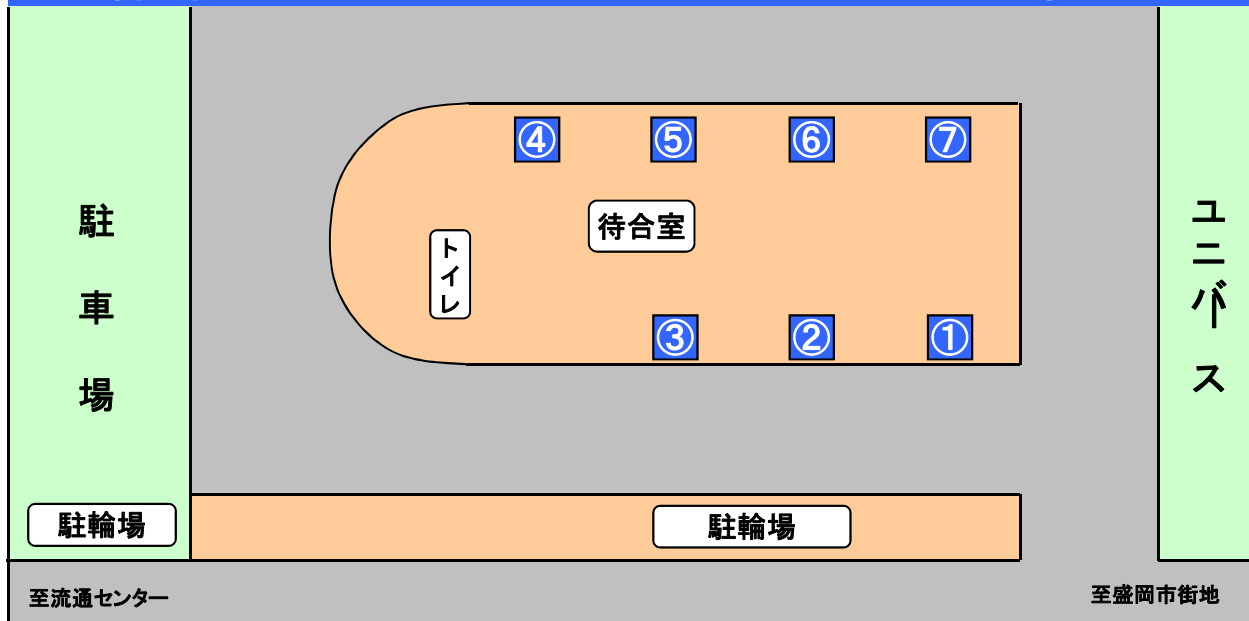 ④ ⑤ ⑥ ⑦
駐車場
待合室
トイレ
ユニバース
③ ② ①
駐輪場
駐輪場
至流通センター
至盛岡市街地